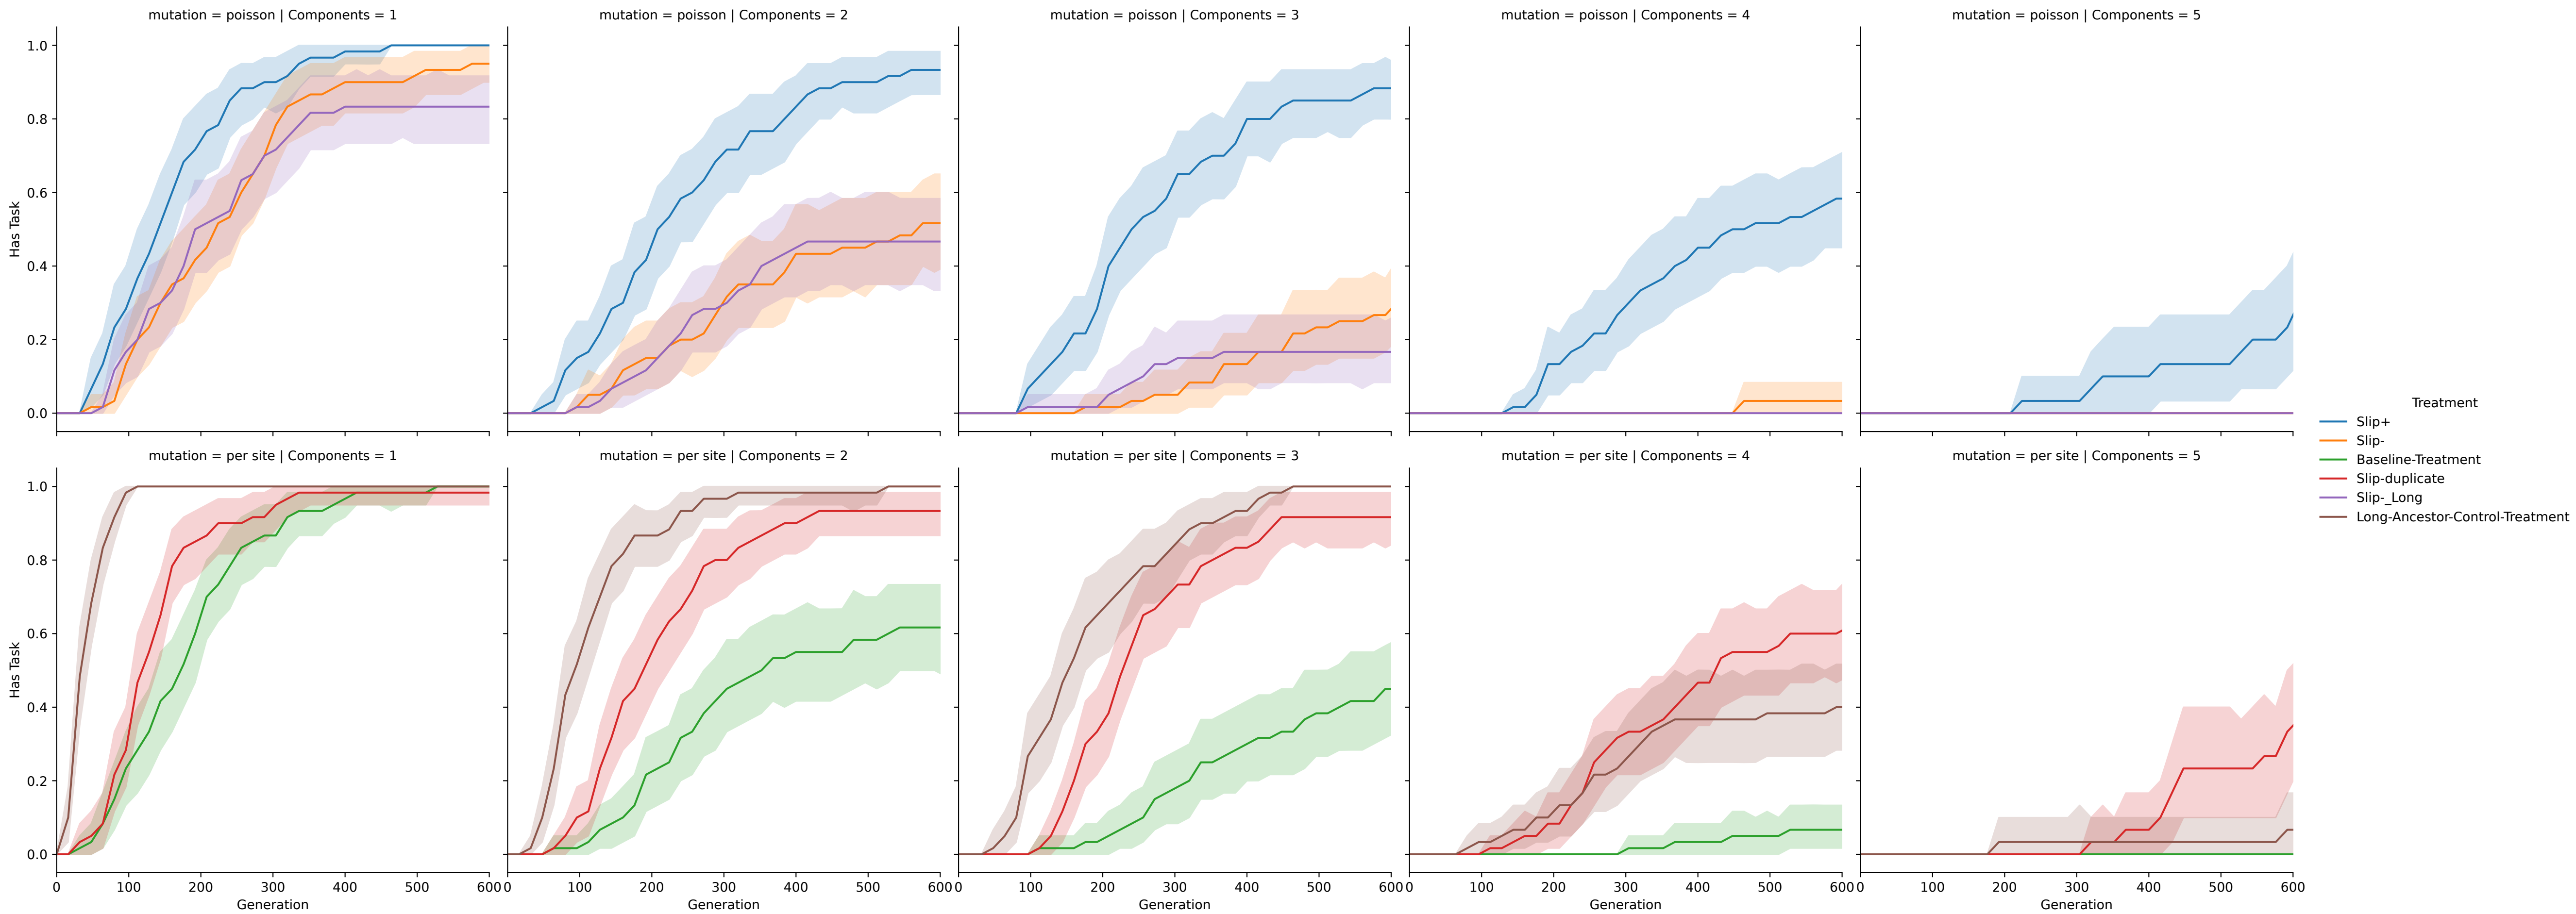 mutation = poisson | Components = 1
mutation = poisson | Components = 2
mutation = poisson | Components = 3
mutation = poisson | Components = 4
mutation = poisson | Components = 5
1.0
0.8
0.6
0.4
0.2
0.0
Has Task
mutation = per site | Components = 1
mutation = per site | Components = 2
mutation = per site | Components = 3
mutation = per site | Components = 4
mutation = per site | Components = 5
1.0
0.8
0.6
0.4
0.2
0.0
Has Task
0 100 200 300 400 500 600
0 100 200 300 400 500 600
0 100 200 300 400 500 600
0 100 200 300 400 500 600
0 100 200 300 400 500 600
Generation
Generation
Generation
Generation
Generation
Treatment
Slip+
Slip-
Baseline-Treatment
Slip-duplicate
Slip-_Long
Long-Ancestor-Control-Treatment